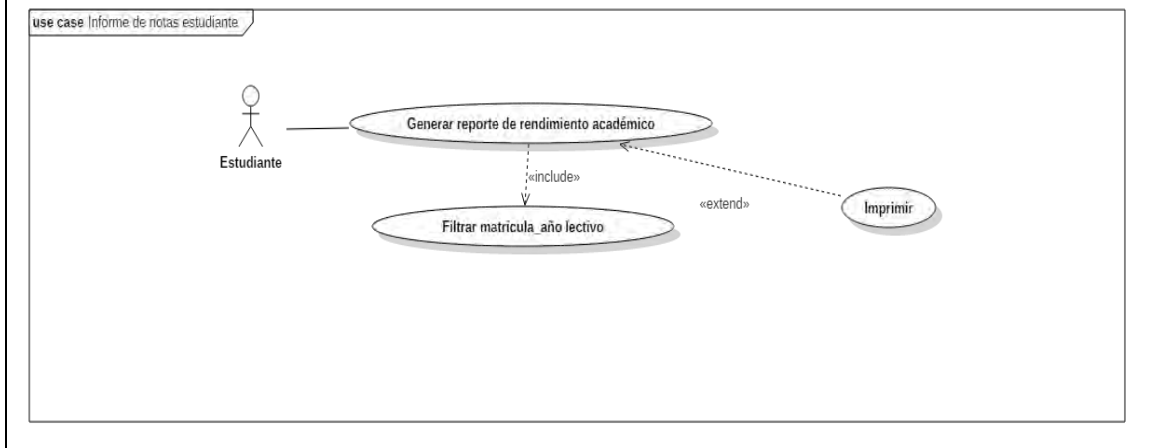 use case Informe de notas estudiante
Generar reporte de rendimiento académico
Estudiante
«include»
«extend»
Imprimir
Filtrar matricula_año lectivo